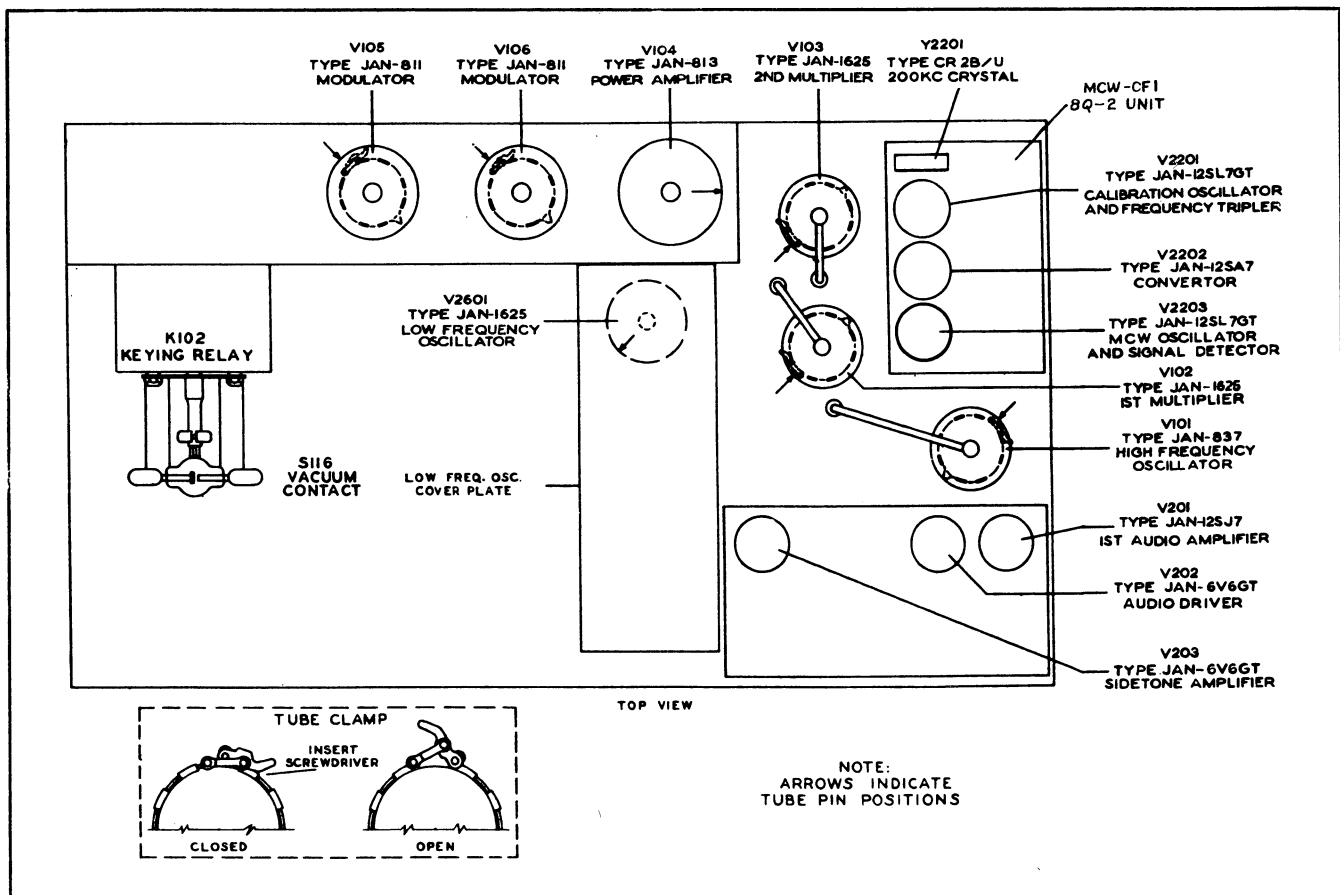 V105
TYPE JAN-811
MODULATOR
V106
TYPE JAN-811
MODULATOR
V104
TYPE JAN-813
POWER AMPLIFIER
V103
TYPE JAN-1625
2ND MULTIPLIER
Y2201
TYPE CR 2B/U
200KC CRYSTAL
MCW-CF1
8Q-2 UNIT
V2201
TYPE JAN-12SL7GT
CALIBRATION OSCILLATOR
AND FREQUENCY TRIPLER
V2202
TYPE JAN-12SA7
CONVERTOR
V2203
TYPE JAN-12SL7GT
MCW OSCILLATOR
AND SIGNAL DETECTOR
V102
TYPE JAN-1625
1ST MULTIPLIER
V101
TYPE JAN-837
HIGH FREQUENCY
OSCILLATOR
V201
TYPE JAN-12SJ7
1ST AUDIO AMPLIFIER
V202
TYPE JAN-6V6GT
AUDIO DRIVER
V203
TYPE JAN-6V6GT
SIDETONE AMPLIFIER
V2601
TYPE JAN-1625
LOW FREQUENCY
OSCILLATOR
K102
KEYING RELAY
S116
VACUUM
CONTACT
LOW FREQ. OSC.
COVER PLATE
TOP VIEW
TUBE CLAMP
INSERT
SCREWDRIVER
CLOSED
OPEN
NOTE:
ARROWS INDICATE
TUBE PIN POSITIONS